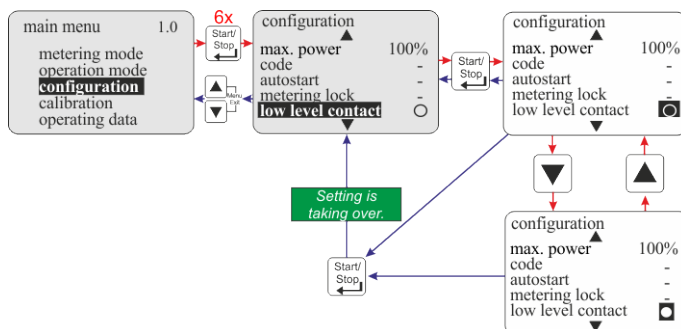 main menu 1.0
metering mode
operation mode
configuration
calibration
operating data
6x
Start/
Stop
Menu
Exit
configuration
max. power 100%
code -
autostart -
metering lock -
low level contact
Start/
Stop
configuration
max. power 100%
code -
autostart -
metering lock -
low level contact
Setting is
taking over.
Start/
Stop
configuration
max. power 100%
code -
autostart -
metering lock -
low level contact